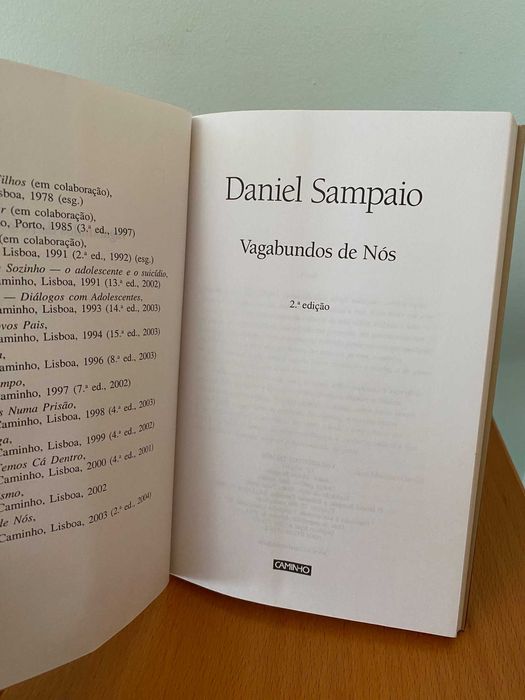 Filhos (em colaboração),
isboa, 1978 (esg.)
r (em colaboração),
o, Porto, 1985 (3.ª ed., 1997)
(em colaboração),
Lisboa, 1991 (2.ª ed., 1992) (esg.)
Sozinho — o adolescente e o suicídio,
aminho, Lisboa, 1991 (13.ª ed., 2002)
— Diálogos com Adolescentes,
aminho, Lisboa, 1993 (14.ª ed., 2003)
ovos Pais,
aminho, Lisboa, 1994 (15.ª ed., 2003)
a,
aminho, Lisboa, 1996 (8.ª ed., 2003)
mpo,
Caminho, 1997 (7.ª ed., 2002)
s Numa Prisão,
Caminho, Lisboa, 1998 (4.ª ed., 2003)
ga,
Caminho, Lisboa, 1999 (4.ª ed., 2002)
Temos Cá Dentro,
Caminho, Lisboa, 2000 (4.ª ed., 2001)
smo,
Caminho, Lisboa, 2002
de Nós,
Caminho, Lisboa, 2003 (2.ª ed., 2004)
Daniel Sampaio
Vagabundos de Nós
2.ª edição
CAMINHO